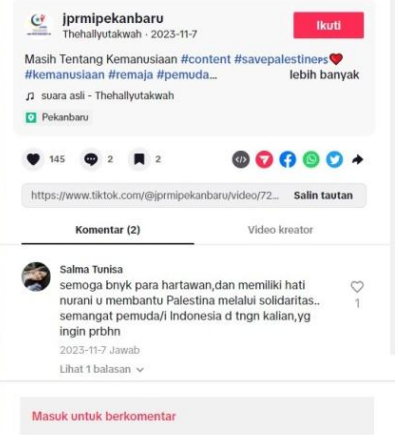 jprmipekanbaru
Thehallyutakwah · 2023-11-7
Ikuti
Masih Tentang Kemanusiaan #content #savepalestine🇵🇸❤️
#kemanusiaan #remaja #pemuda...
lebih banyak
♫ suara asli - Thehallyutakwah
Pekanbaru
145
2
2
https://www.tiktok.com/@jprmipekanbaru/video/72...
Salin tautan
Komentar (2)
Video kreator
Salma Tunisa
semoga bnyk para hartawan,dan memiliki hati
nurani u membantu Palestina melalui solidaritas..
semangat pemuda/i Indonesia d tngn kalian,yg
ingin prbhn
1
2023-11-7 Jawab
Lihat 1 balasan
Masuk untuk berkomentar